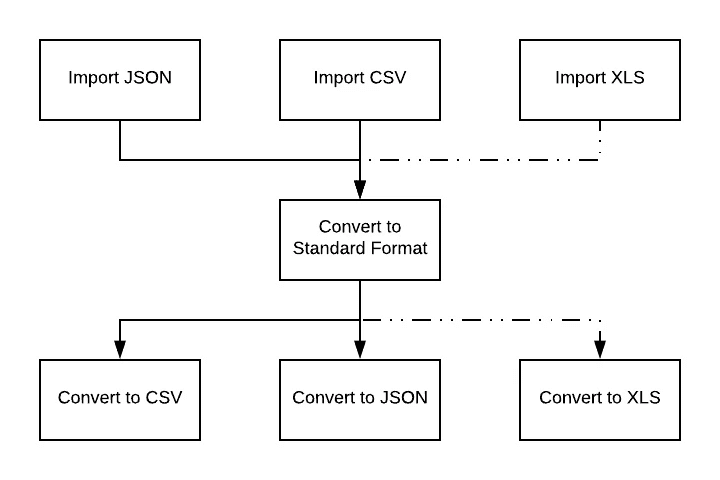 Import JSON
Import CSV
Import XLS
Convert to
Standard Format
Convert to CSV
Convert to JSON
Convert to XLS